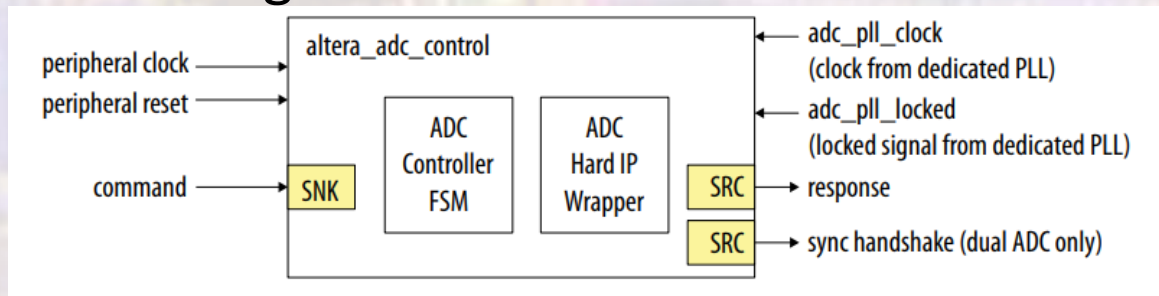 altera_adc_control
peripheral clock
peripheral reset
command
SNK
ADC
Controller
FSM
ADC
Hard IP
Wrapper
SRC
SRC
adc_pll_clock
(clock from dedicated PLL)
adc_pll_locked
(locked signal from dedicated PLL)
response
sync handshake (dual ADC only)